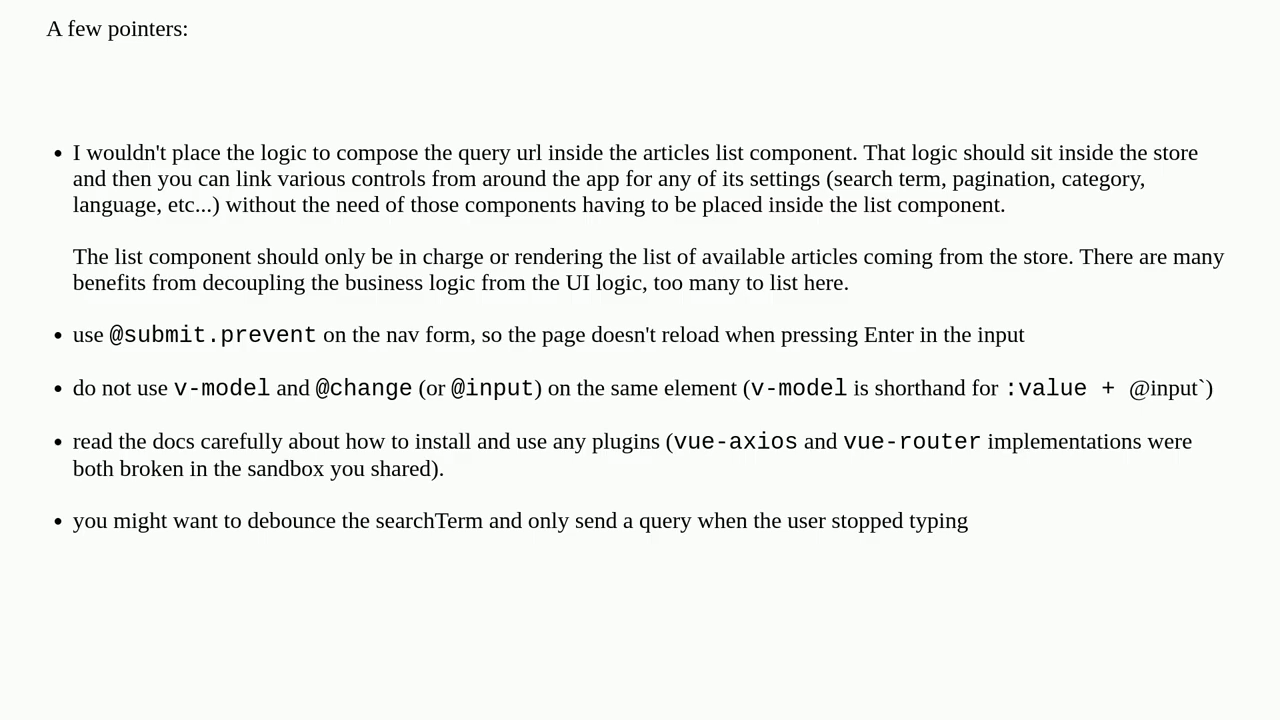 A few pointers:
• I wouldn't place the logic to compose the query url inside the articles list component. That logic should sit inside the store
and then you can link various controls from around the app for any of its settings (search term, pagination, category,
language, etc...) without the need of those components having to be placed inside the list component.
The list component should only be in charge or rendering the list of available articles coming from the store. There are many
benefits from decoupling the business logic from the UI logic, too many to list here.
• use @submit.prevent on the nav form, so the page doesn't reload when pressing Enter in the input
• do not use v-model and @change (or @input) on the same element (v-model is shorthand for :value + @input`)
• read the docs carefully about how to install and use any plugins (vue-axios and vue-router implementations were
both broken in the sandbox you shared).
• you might want to debounce the searchTerm and only send a query when the user stopped typing